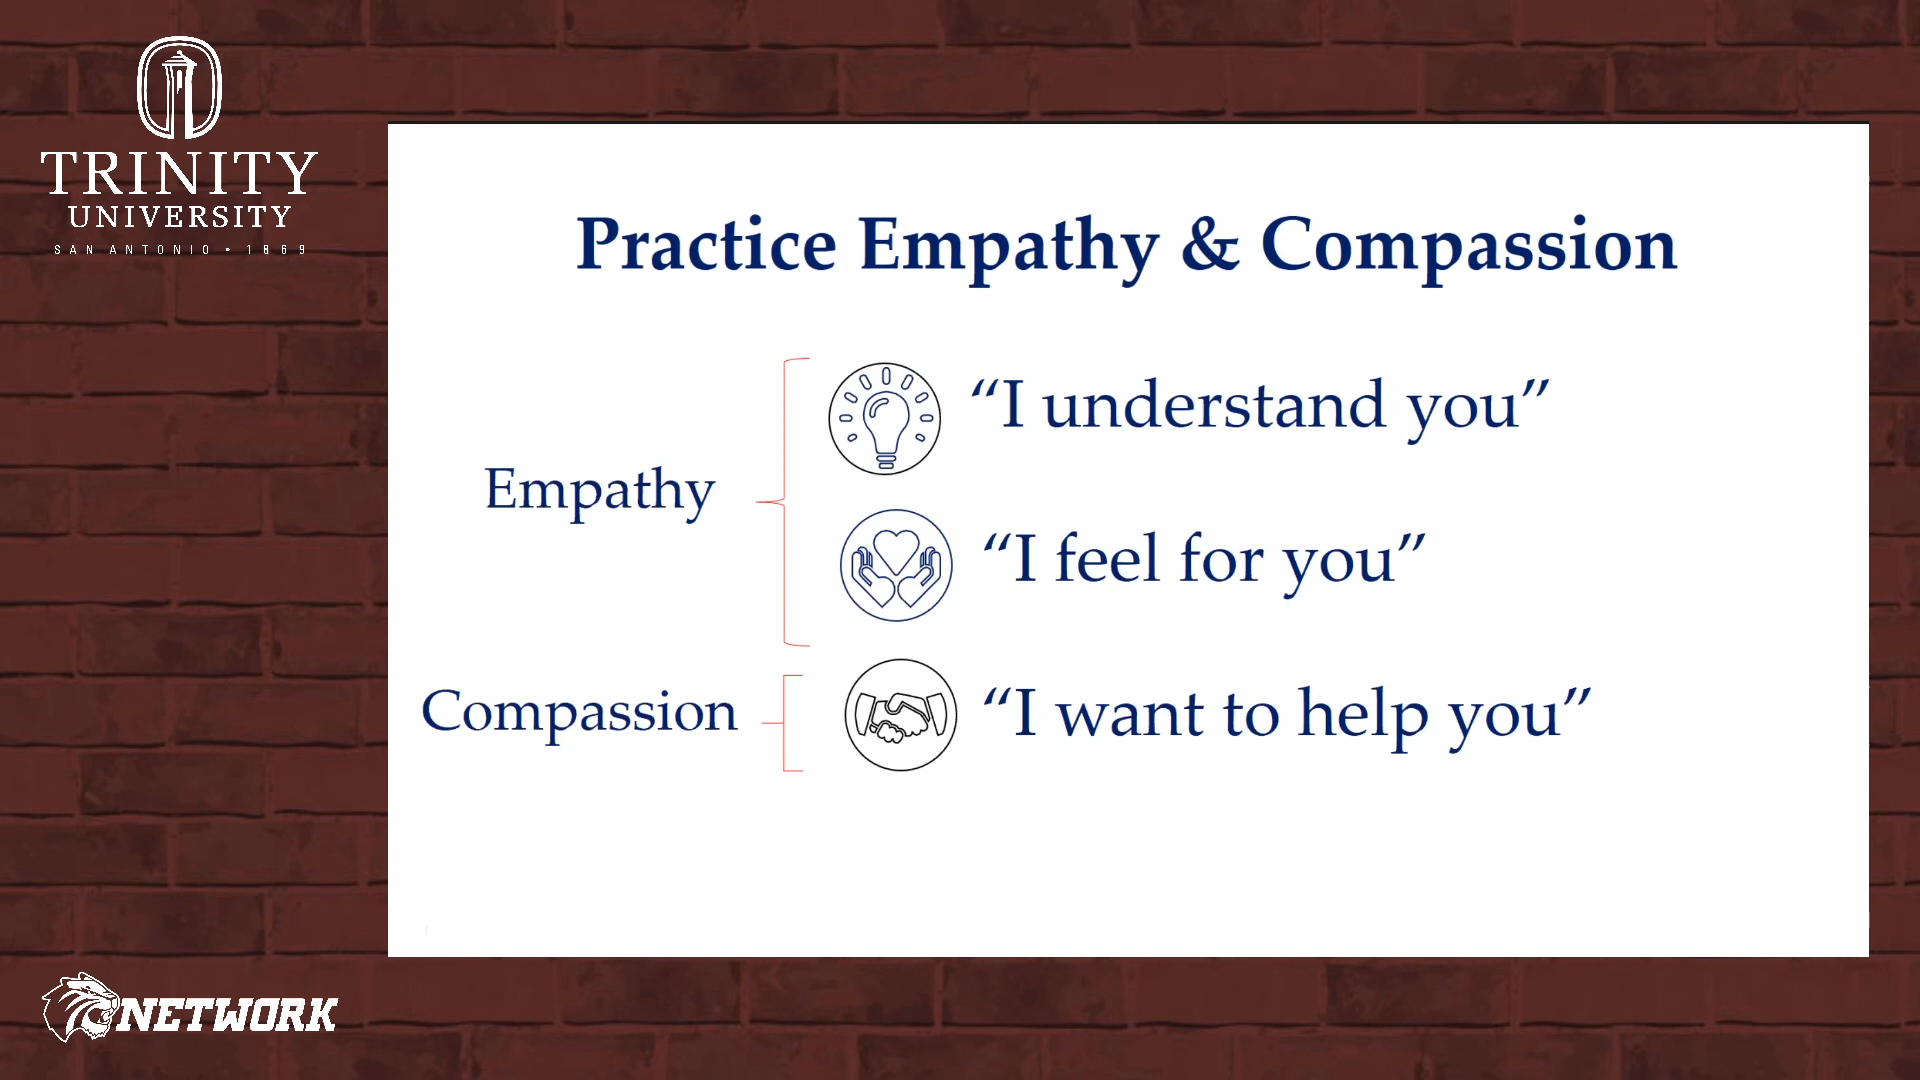 TRINITY
UNIVERSITY
SAN ANTONIO • 1869
Practice Empathy & Compassion
Empathy
“I understand you”
“I feel for you”
Compassion
“I want to help you”
NETWORK